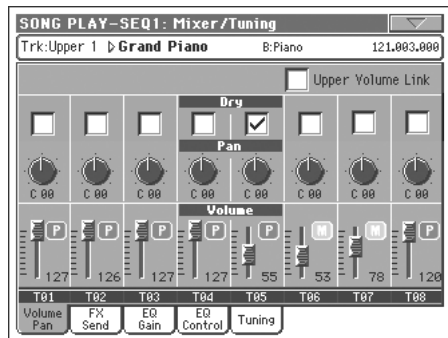 SONG PLAY-SEQ1: Mixer/Tuning
Trk:Upper 1 ▷Grand Piano B:Piano 121.003.000
Upper Volume Link
Dry
Pan
C 00 C 00 C 00 C 00 C 00 C 00 C 00 C 00
Volume
P P P P P M M P
127 126 127 127 55 53 78 120
T01 T02 T03 T04 T05 T06 T07 T08
Volume Pan FX Send EQ Gain EQ Control Tuning